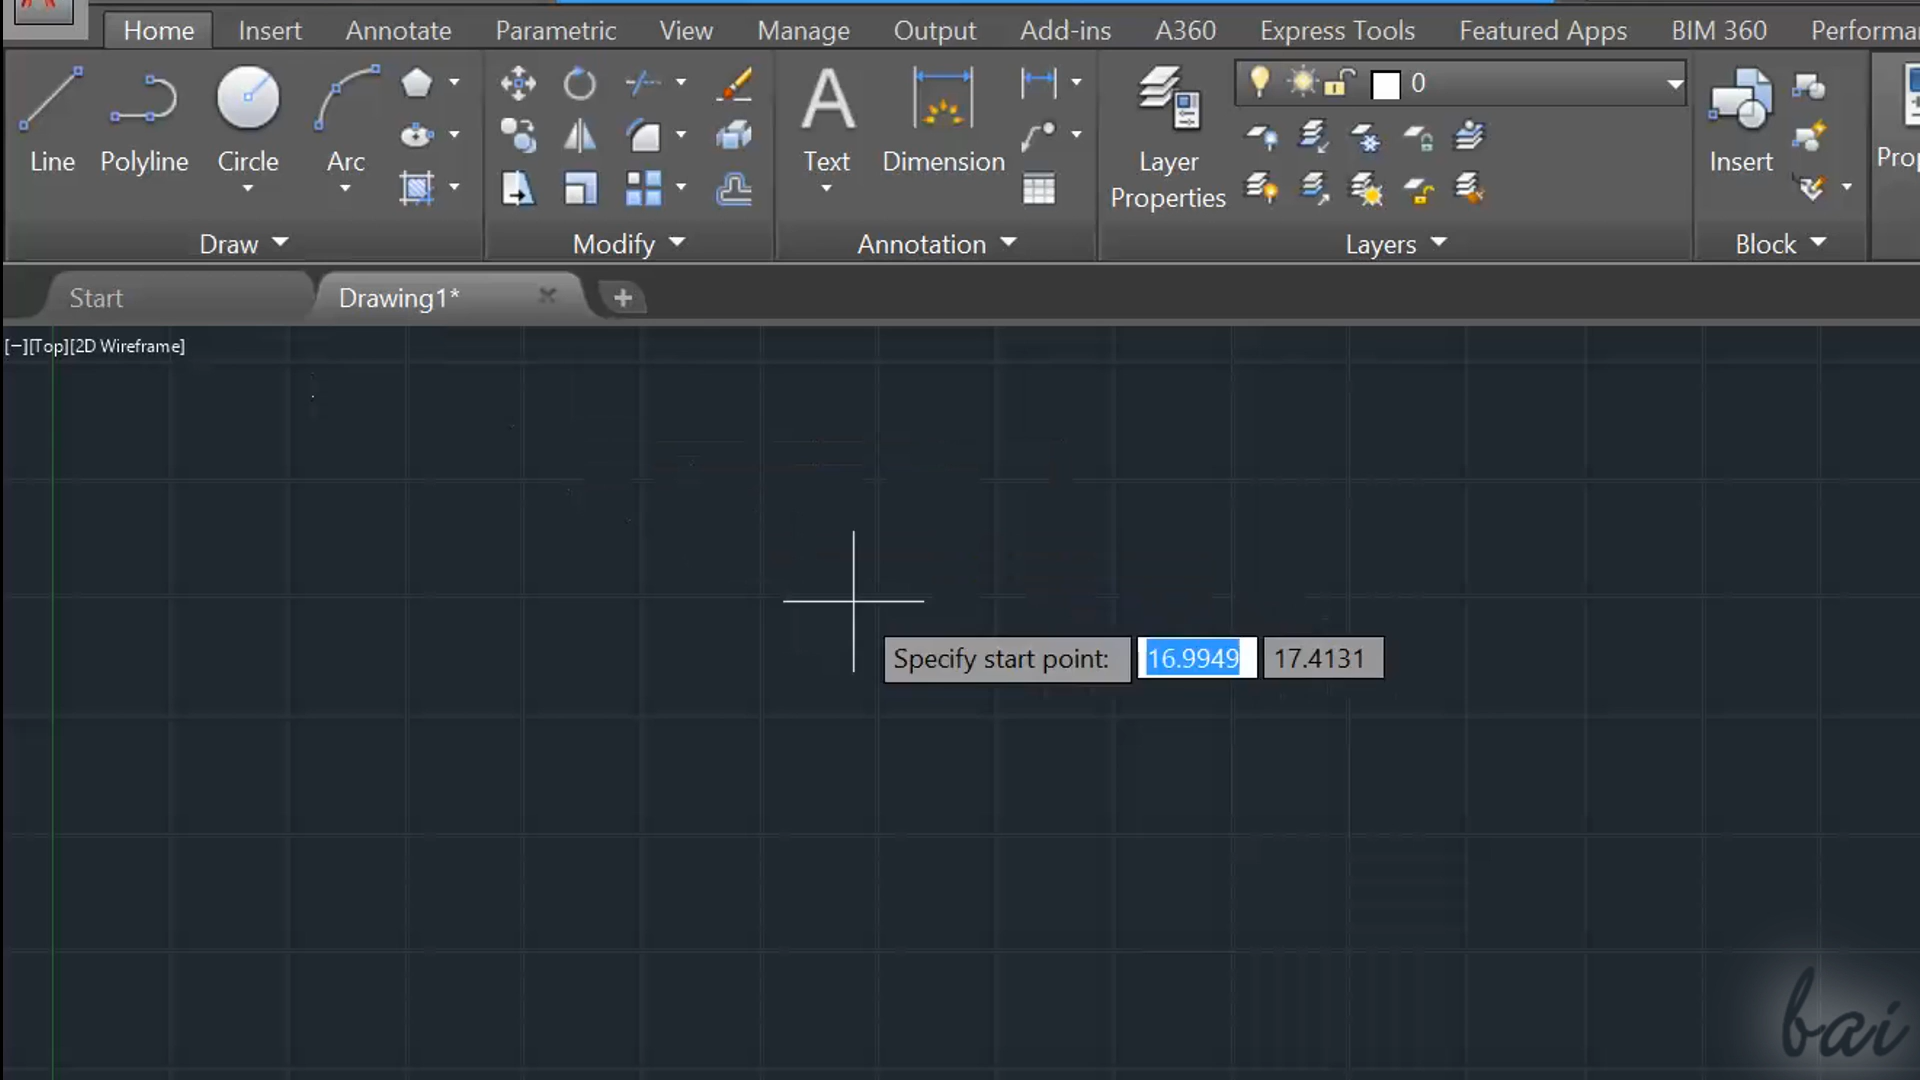 Home Insert Annotate Parametric View Manage Output Add-ins A360 Express Tools Featured Apps BIM 360 Performa
Line Polyline Circle Arc Text Dimension Layer Properties 0 Insert Prop
Draw Modify Annotation Layers Block
Start Drawing1*
[−][Top][2D Wireframe]
Specify start point: 16.9949 17.4131
bai